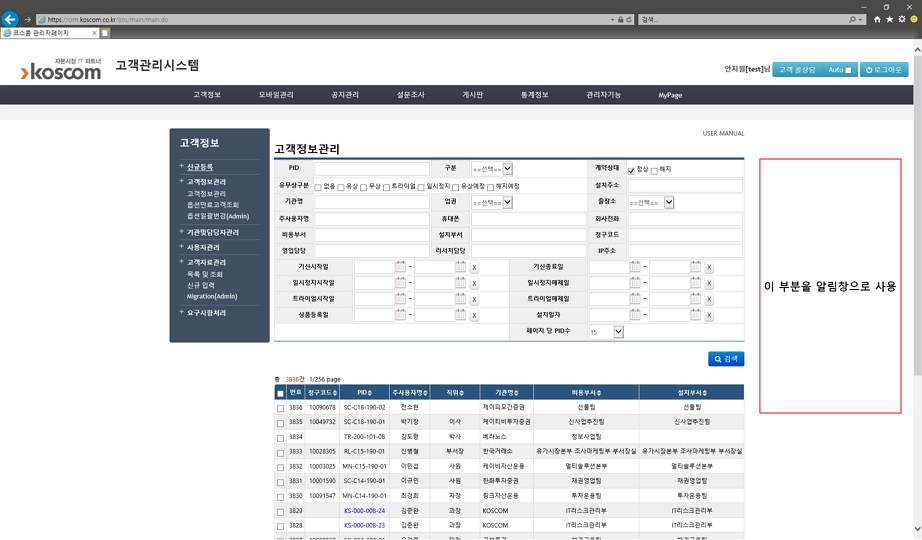 https://crm.koscom.co.kr/bos/main/main.do
검색...
코스콤 관리자페이지
자본시장 IT 파트너
koscom
고객관리시스템
안지원[test]님
고객 콜상담
Auto
로그아웃
고객정보 모바일관리 공지관리 설문조사 게시판 통계정보 관리자기능 MyPage
고객정보
+ 신규등록
+ 고객정보관리
고객정보관리
옵션만료고객조회
옵션일괄변경(Admin)
+ 기관및담당자관리
+ 사용자관리
+ 고객자료관리
목록 및 조회
신규 입력
Migration(Admin)
+ 요구사항처리
USER MANUAL
고객정보관리
PID 구분 ==선택== 계약상태 정상 해지
유무상구분 없음 유상 무상 트라이얼 일시정지 유상예정 해지예정 설치주소
기관명 업권 ==선택== 출장소 ==선택==
주사용자명 휴대폰 회사전화
비용부서 설치부서 청구코드
영업담당 리서치담당 IP주소
기산시작일 ~ X 기산종료일 ~ X
일시정지시작일 ~ X 일시정지해제일 ~ X
트라이얼시작일 ~ X 트라이얼해제일 ~ X
상품등록일 ~ X 설치일자 ~ X
페이지 당 PID수 15
이 부분을 알림창으로 사용
검색
총 : 3836건 1/256 page
번호 청구코드 PID 주사용자명 직위 기관명 비용부서 설치부서
3836 10090678 SC-C18-190-02 전소현 제이피모간증권 선물팀 선물팀
3835 10049732 SC-C18-190-01 박기장 이사 케이티비투자증권 신사업추진팀 신사업추진팀
3834 TR-200-101-08 김도형 박사 베라노스 정보사업팀
3833 10028305 RL-C15-190-01 신병철 부서장 한국거래소 유가시장본부 조사마케팅부 부서장실 유가시장본부 조사마케팅부 부서장실
3832 10003025 MN-C15-190-01 이민섭 사원 케이비자산운용 멀티솔루션본부 멀티솔루션본부
3831 10001590 SC-C14-190-01 이규민 사원 한화투자증권 채권영업팀 채권영업팀
3830 10091547 MN-C14-190-01 최경희 차장 링크자산운용 투자운용팀 투자운용팀
3829 KS-000-008-24 김준완 과장 KOSCOM IT리스크관리부 IT리스크관리부
3828 KS-000-008-23 김준완 과장 KOSCOM IT리스크관리부 IT리스크관리부